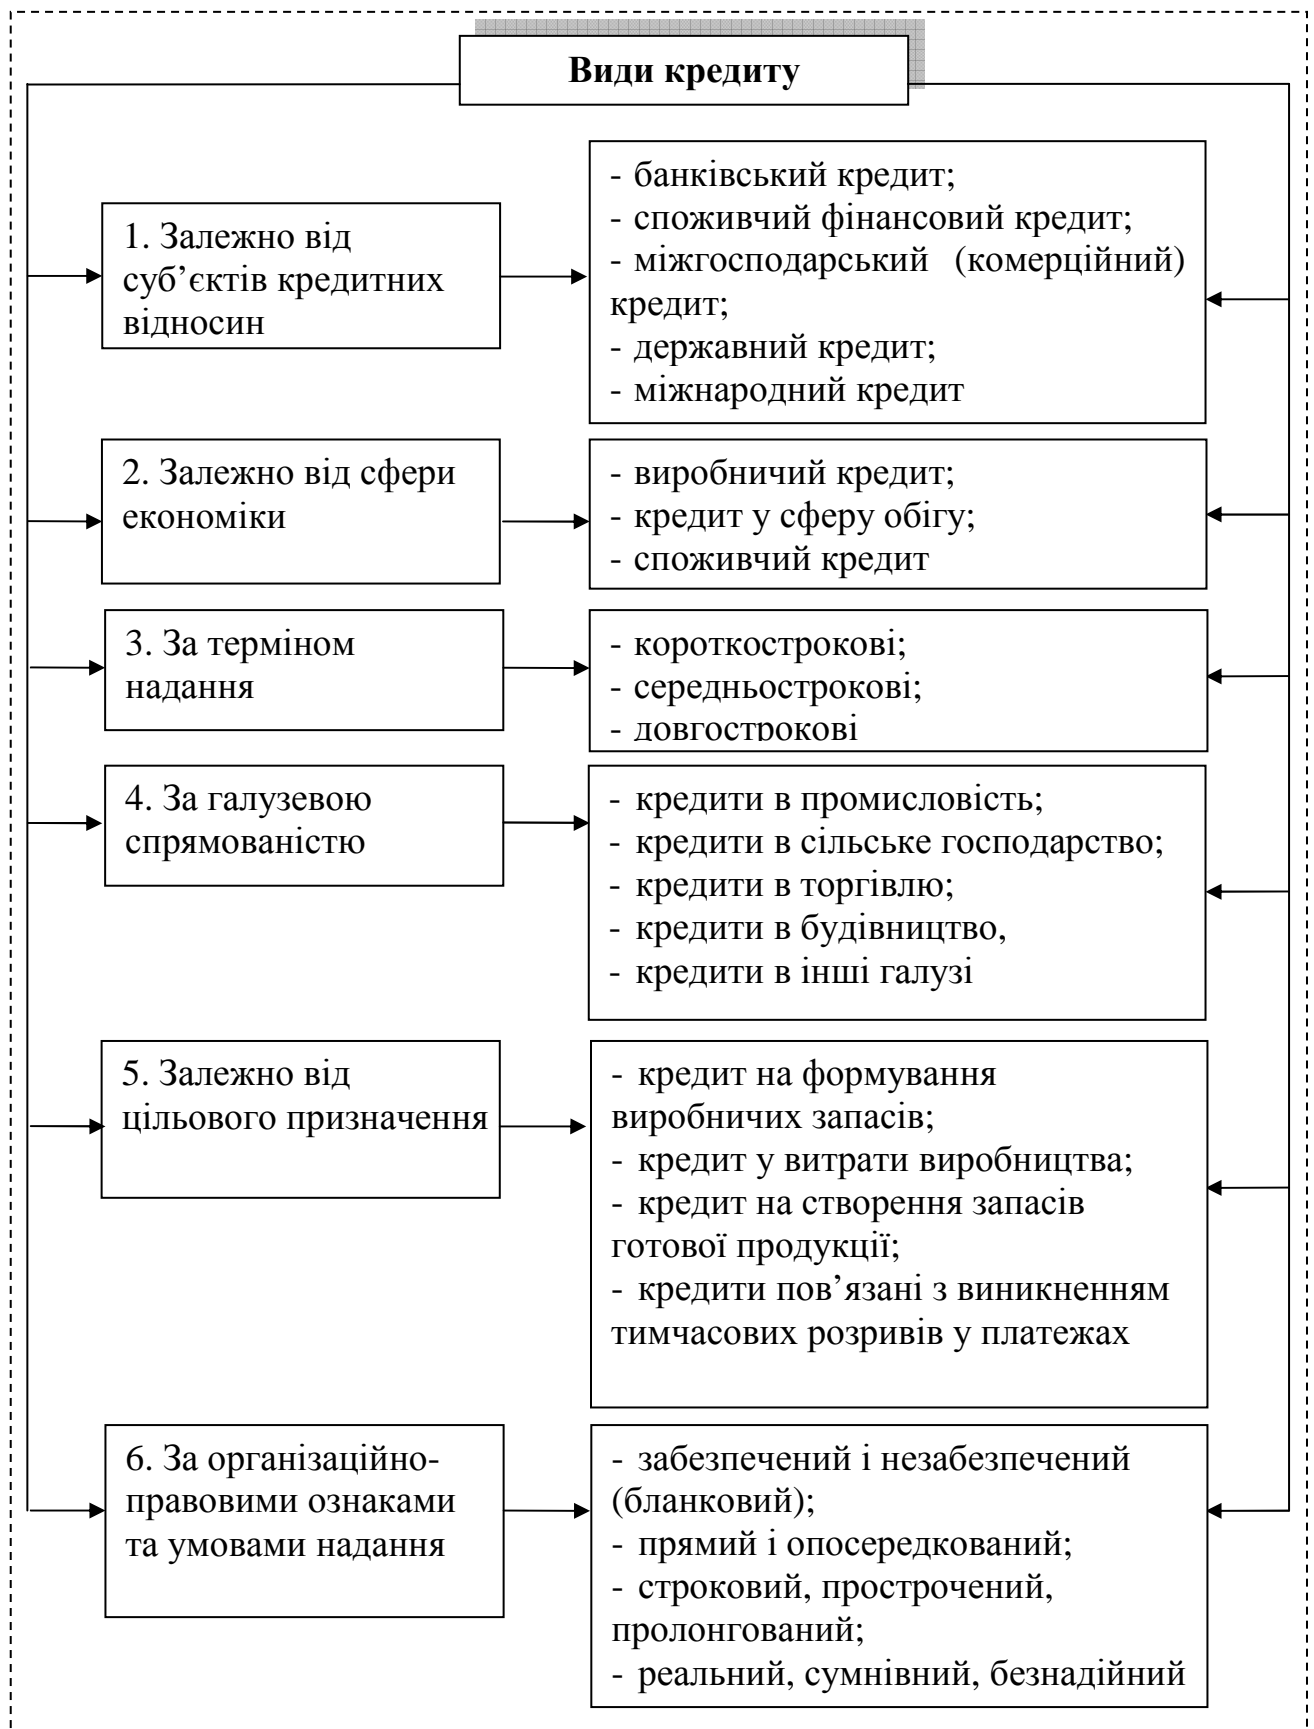 Види кредиту
1. Залежно від
суб’єктів кредитних
відносин
- банківський кредит;
- споживчий фінансовий кредит;
- міжгосподарський (комерційний)
кредит;
- державний кредит;
- міжнародний кредит
2. Залежно від сфери
економіки
- виробничий кредит;
- кредит у сферу обігу;
- споживчий кредит
3. За терміном
надання
- короткострокові;
- середньострокові;
- довгострокові
4. За галузевою
спрямованістю
- кредити в промисловість;
- кредити в сільське господарство;
- кредити в торгівлю;
- кредити в будівництво,
- кредити в інші галузі
5. Залежно від
цільового призначення
- кредит на формування
виробничих запасів;
- кредит у витрати виробництва;
- кредит на створення запасів
готової продукції;
- кредити пов’язані з виникненням
тимчасових розривів у платежах
6. За організаційно-
правовими ознаками
та умовами надання
- забезпечений і незабезпечений
(бланковий);
- прямий і опосередкований;
- строковий, прострочений,
пролонгований;
- реальний, сумнівний, безнадійний